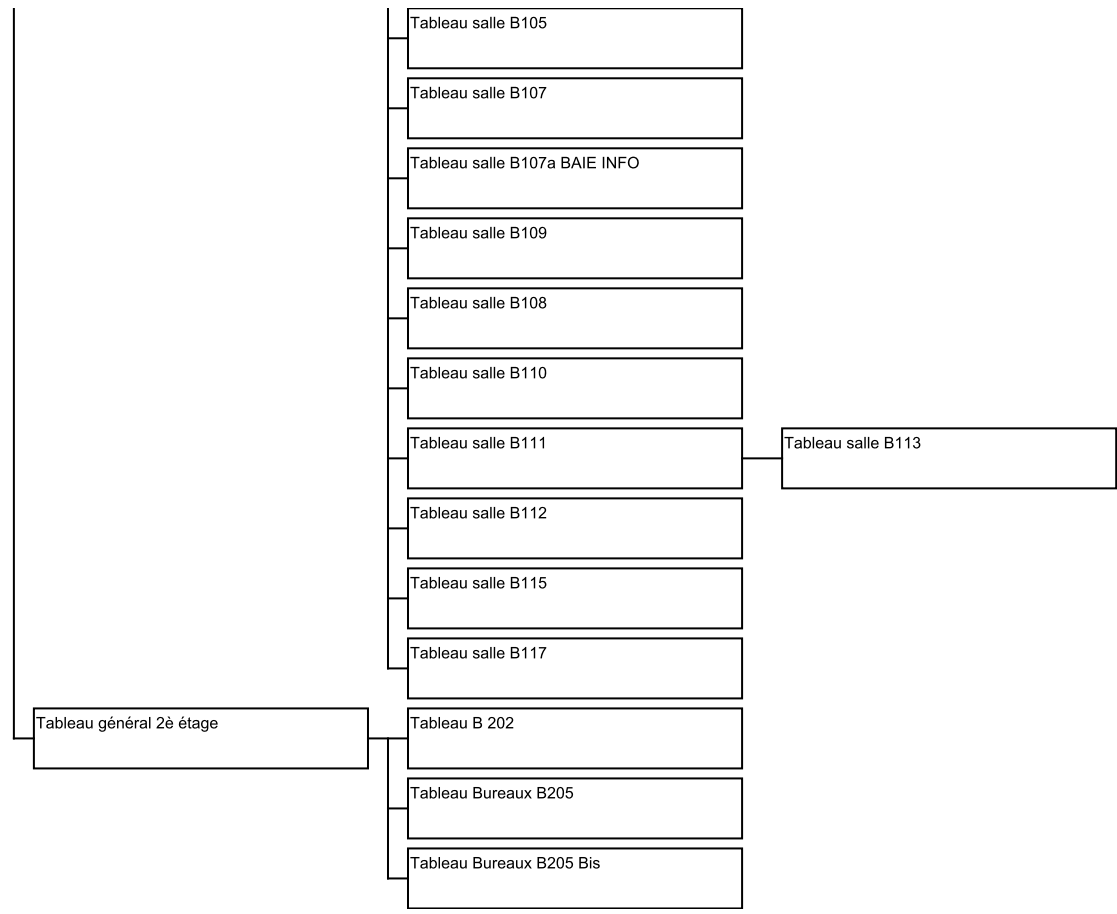 Tableau salle B105
Tableau salle B107
Tableau salle B107a BAIE INFO
Tableau salle B109
Tableau salle B108
Tableau salle B110
Tableau salle B111
Tableau salle B113
Tableau salle B112
Tableau salle B115
Tableau salle B117
Tableau général 2è étage
Tableau B 202
Tableau Bureaux B205
Tableau Bureaux B205 Bis